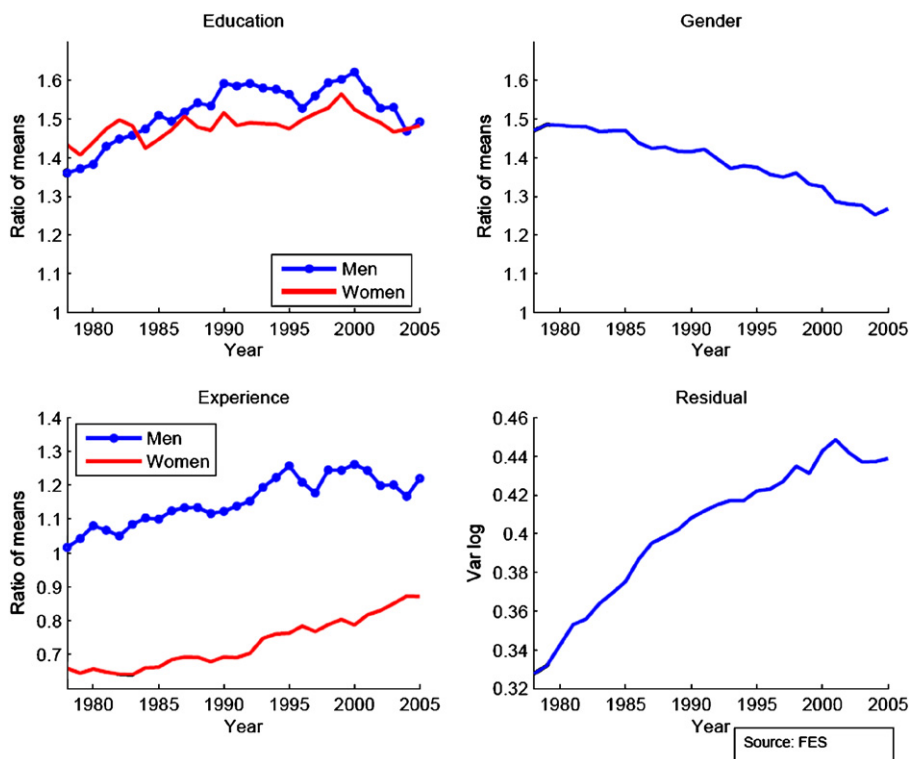 Education
Ratio of means
1.6
1.5
1.4
1.3
1.2
1.1
1
Men
Women
1980 1985 1990 1995 2000 2005
Year
Gender
Ratio of means
1.6
1.5
1.4
1.3
1.2
1.1
1
1980 1985 1990 1995 2000 2005
Year
Experience
Ratio of means
1.4
1.3
1.2
1.1
1
0.9
0.8
0.7
Men
Women
1980 1985 1990 1995 2000 2005
Year
Residual
Var log
0.46
0.44
0.42
0.4
0.38
0.36
0.34
0.32
1980 1985 1990 1995 2000 2005
Year
Source: FES